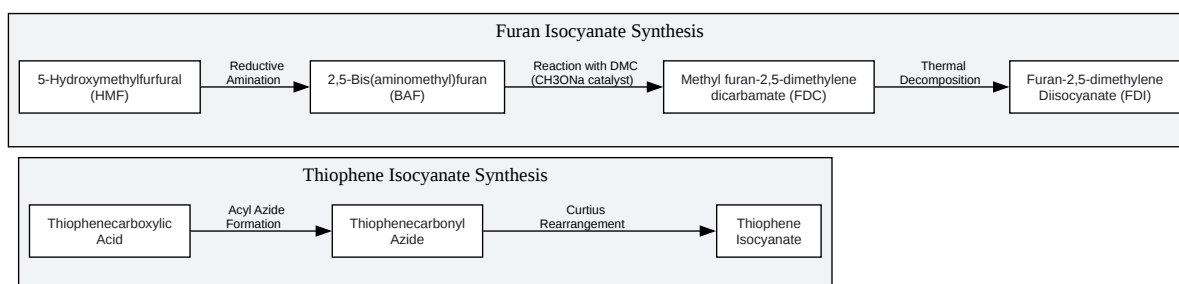 Furan Isocyanate Synthesis
5-Hydroxymethylfurfural
(HMF)
Reductive
Amination
2,5-Bis(aminomethyl)furan
(BAF)
Reaction with DMC
(CH3ONa catalyst)
Methyl furan-2,5-dimethylene
dicarbamate (FDC)
Thermal
Decomposition
Furan-2,5-dimethylene
Diisocyanate (FDI)
Thiophene Isocyanate Synthesis
Thiophenecarboxylic
Acid
Acyl Azide
Formation
Thiophenecarbonyl
Azide
Curtius
Rearrangement
Thiophene
Isocyanate